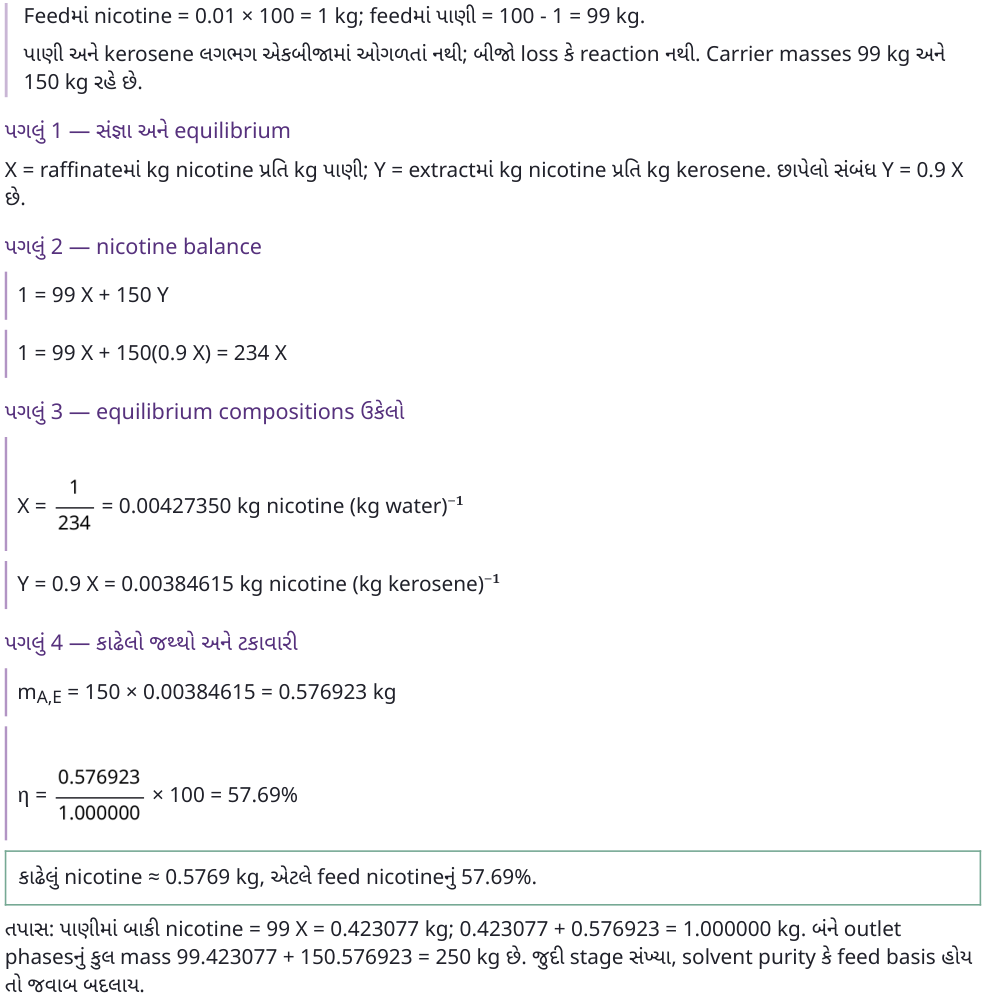 Feedમાં nicotine = 0.01 × 100 = 1 kg; feedમાં પાણી = 100 - 1 = 99 kg.
પાણી અને kerosene લગભગ એકબીજામાં ઓગળતાં નથી; બીજો loss કે reaction નથી. Carrier masses 99 kg અને
150 kg રહે છે.
પગલું 1 — સંજ્ઞા અને equilibrium
X = raffinateમાં kg nicotine પ્રતિ kg પાણી; Y = extractમાં kg nicotine પ્રતિ kg kerosene. છાપેલો સંબંધ Y = 0.9 X
છે.
પગલું 2 — nicotine balance
1 = 99 X + 150 Y
1 = 99 X + 150(0.9 X) = 234 X
પગલું 3 — equilibrium compositions ઉકેલો
X = 1/234 = 0.00427350 kg nicotine (kg water)⁻¹
Y = 0.9 X = 0.00384615 kg nicotine (kg kerosene)⁻¹
પગલું 4 — કાઢેલો જથ્થો અને ટકાવારી
m_A,E = 150 × 0.00384615 = 0.576923 kg
η = 0.576923/1.000000 × 100 = 57.69%
કાઢેલું nicotine ≈ 0.5769 kg, એટલે feed nicotineનું 57.69%.
તપાસ: પાણીમાં બાકી nicotine = 99 X = 0.423077 kg; 0.423077 + 0.576923 = 1.000000 kg. બંને outlet
phasesનું કુલ mass 99.423077 + 150.576923 = 250 kg છે. જુદી stage સંખ્યા, solvent purity કે feed basis હોય
તો જવાબ બદલાય.